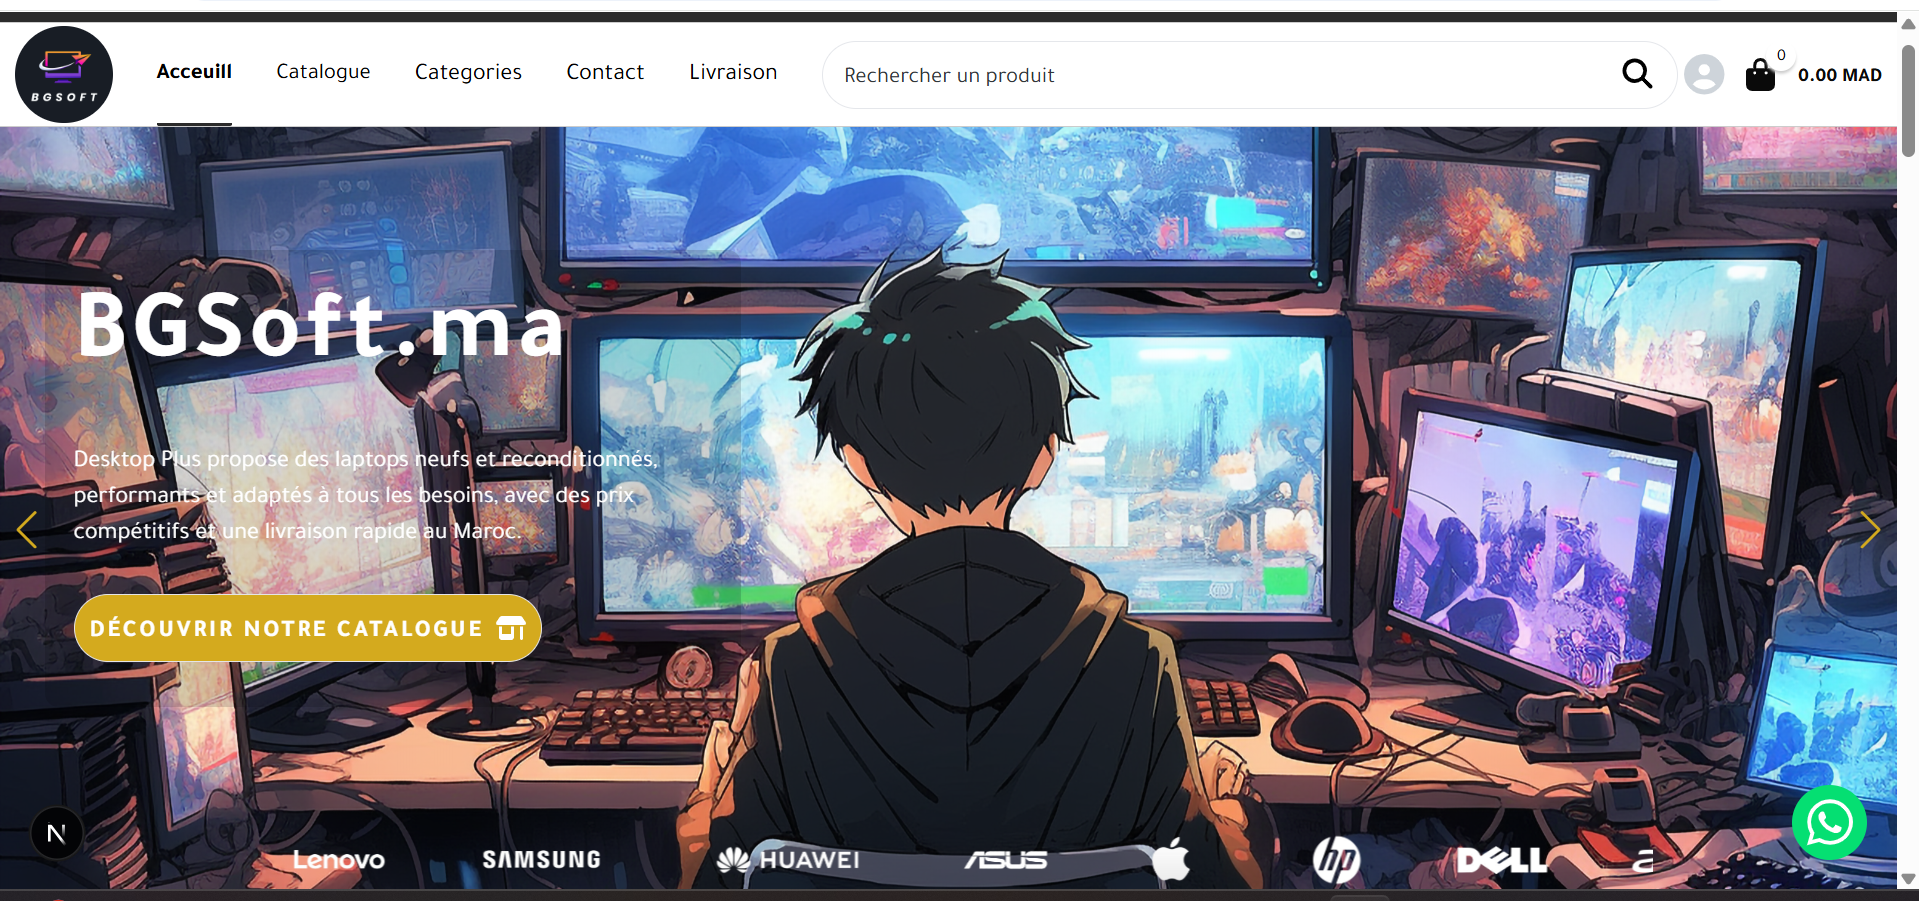 BGSOFT
Acceuill
Catalogue
Categories
Contact
Livraison
Rechercher un produit
0
0.00 MAD
BGSoft.ma
Desktop Plus propose des laptops neufs et reconditionnés,
performants et adaptés à tous les besoins, avec des prix
compétitifs et une livraison rapide au Maroc.
DÉCOUVRIR NOTRE CATALOGUE
N
Lenovo
SAMSUNG
HUAWEI
ASUS
hp
DELL
a